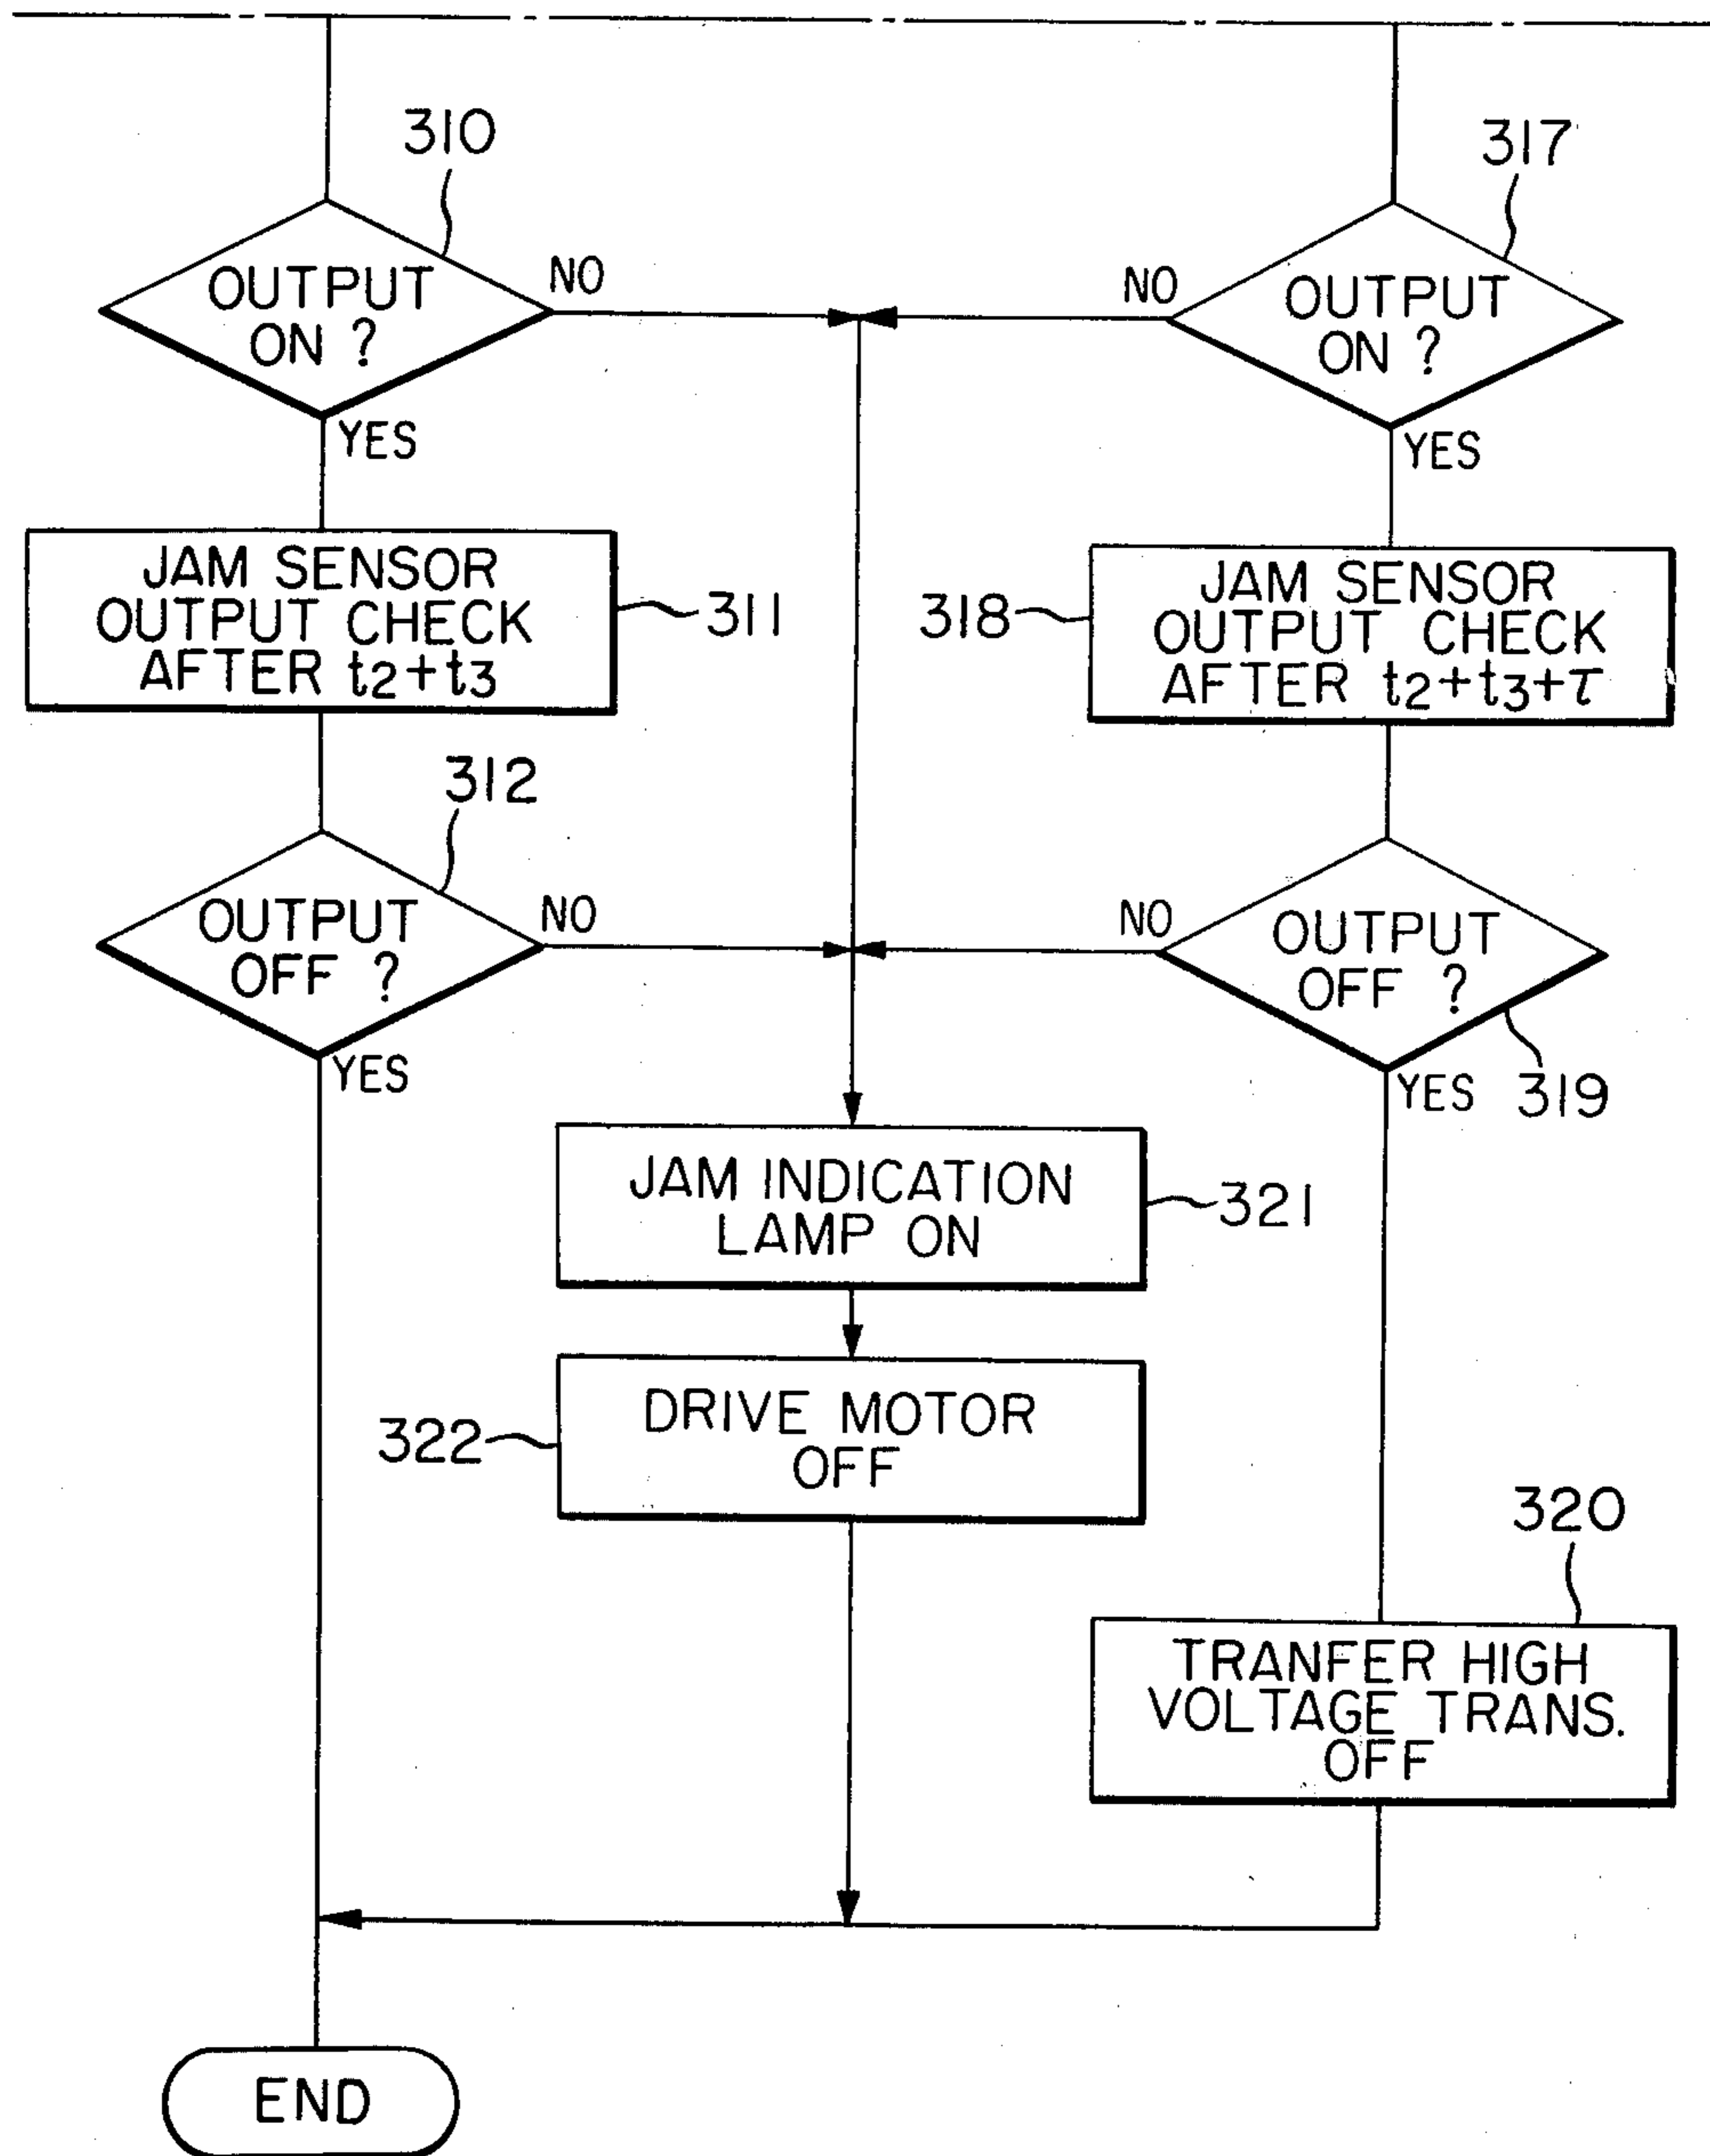 310
317
OUTPUT
ON ?
NO
NO
OUTPUT
ON ?
YES
YES
JAM SENSOR
OUTPUT CHECK
AFTER t2+t3
311
318
JAM SENSOR
OUTPUT CHECK
AFTER t2+t3+τ
312
OUTPUT
OFF ?
NO
NO
OUTPUT
OFF ?
YES
YES
319
JAM INDICATION
LAMP ON
321
322
DRIVE MOTOR
OFF
320
TRANFER HIGH
VOLTAGE TRANS.
OFF
END